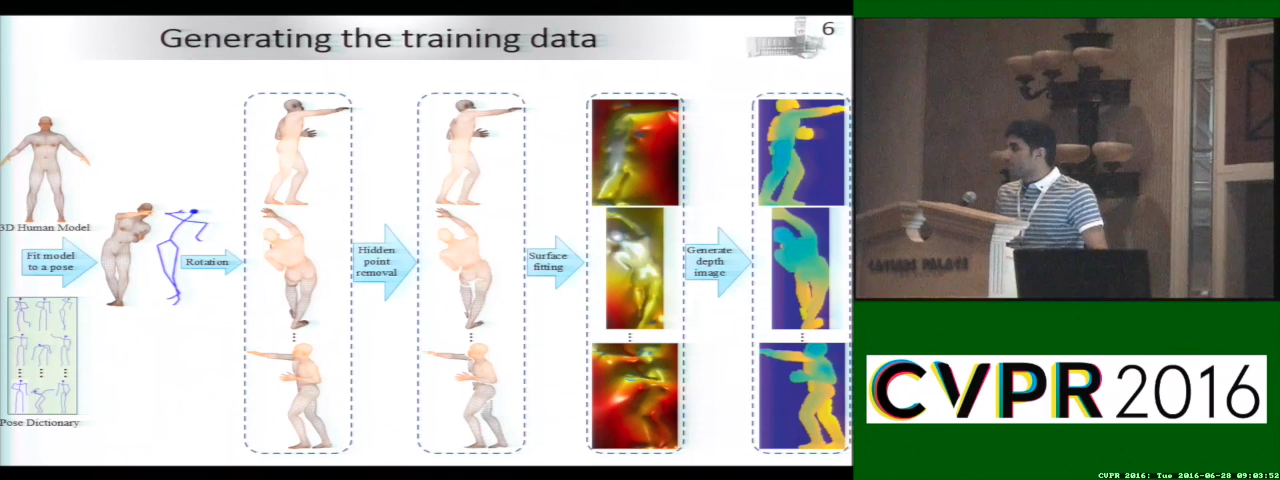 Generating the training data
6
3D Human Model
Fit model
to a pose
Pose Dictionary
Rotation
Hidden
point
removal
Surface
fitting
Generate
depth
image
CAESARS PALACE
CVPR 2016
CVPR 2016: Tue 2016-06-28 09:03:52